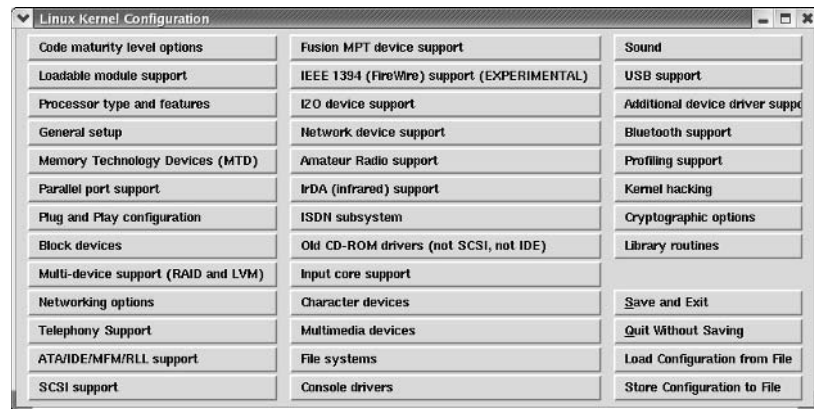 Linux Kernel Configuration
Code maturity level options
Loadable module support
Processor type and features
General setup
Memory Technology Devices (MTD)
Parallel port support
Plug and Play configuration
Block devices
Multi-device support (RAID and LVM)
Networking options
Telephony Support
ATA/IDE/MFM/RLL support
SCSI support
Fusion MPT device support
IEEE 1394 (FireWire) support (EXPERIMENTAL)
I2O device support
Network device support
Amateur Radio support
IrDA (infrared) support
ISDN subsystem
Old CD-ROM drivers (not SCSI, not IDE)
Input core support
Character devices
Multimedia devices
File systems
Console drivers
Sound
USB support
Additional device driver suppo
Bluetooth support
Profiling support
Kernel hacking
Cryptographic options
Library routines
Save and Exit
Quit Without Saving
Load Configuration from File
Store Configuration to File